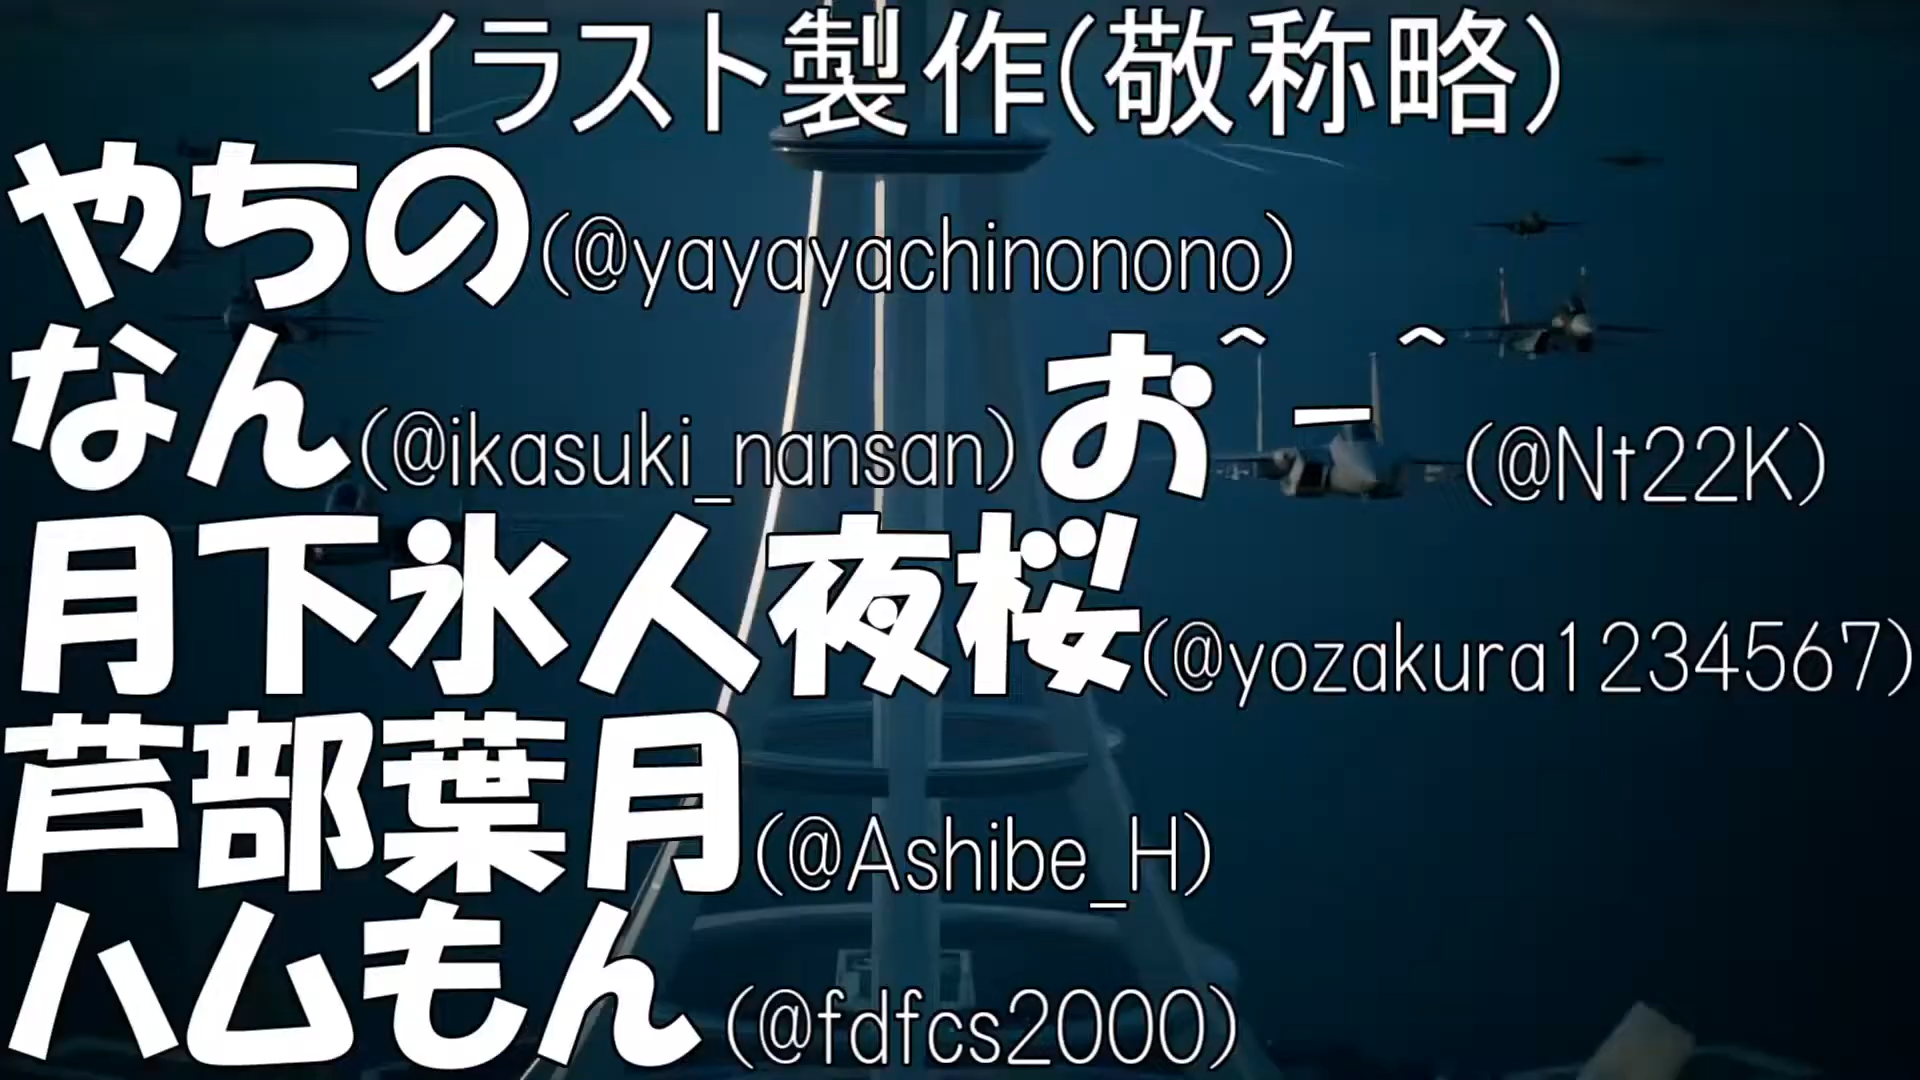 イラスト製作(敬称略)
やちの(@yayayachinonono)
なん(@ikasuki_nansan) お^ - ^(@Nt22K)
月下氷人夜桜(@yozakura1234567)
芦部葉月(@Ashibe_H)
ハムもん(@fdfcs2000)